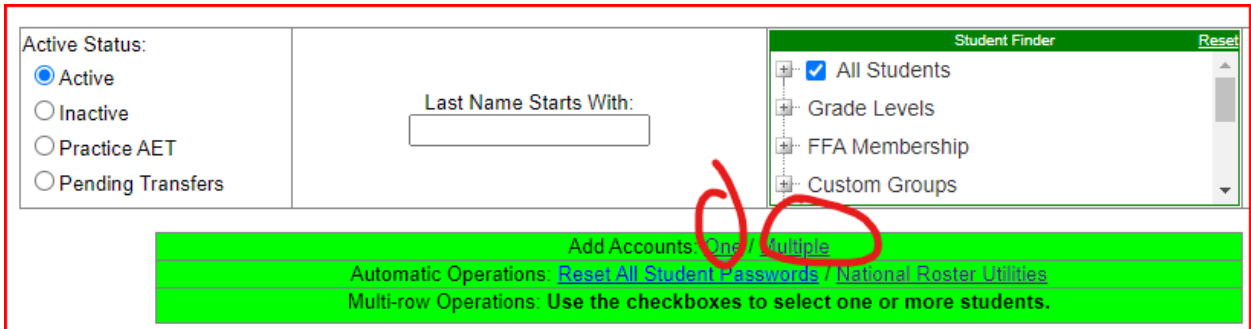 Active Status:
Active
Inactive
Practice AET
Pending Transfers
Last Name Starts With:
Student Finder Reset
All Students
Grade Levels
FFA Membership
Custom Groups
Add Accounts: One / Multiple
Automatic Operations: Reset All Student Passwords / National Roster Utilities
Multi-row Operations: Use the checkboxes to select one or more students.